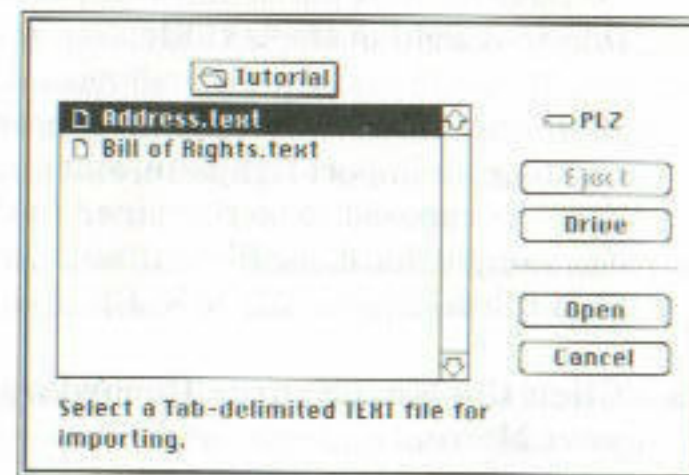 Tutorial
Address.text
Bill of Rights.text
PLZ
Eject
Drive
Open
Cancel
Select a Tab-delimited TEXT file for
importing.